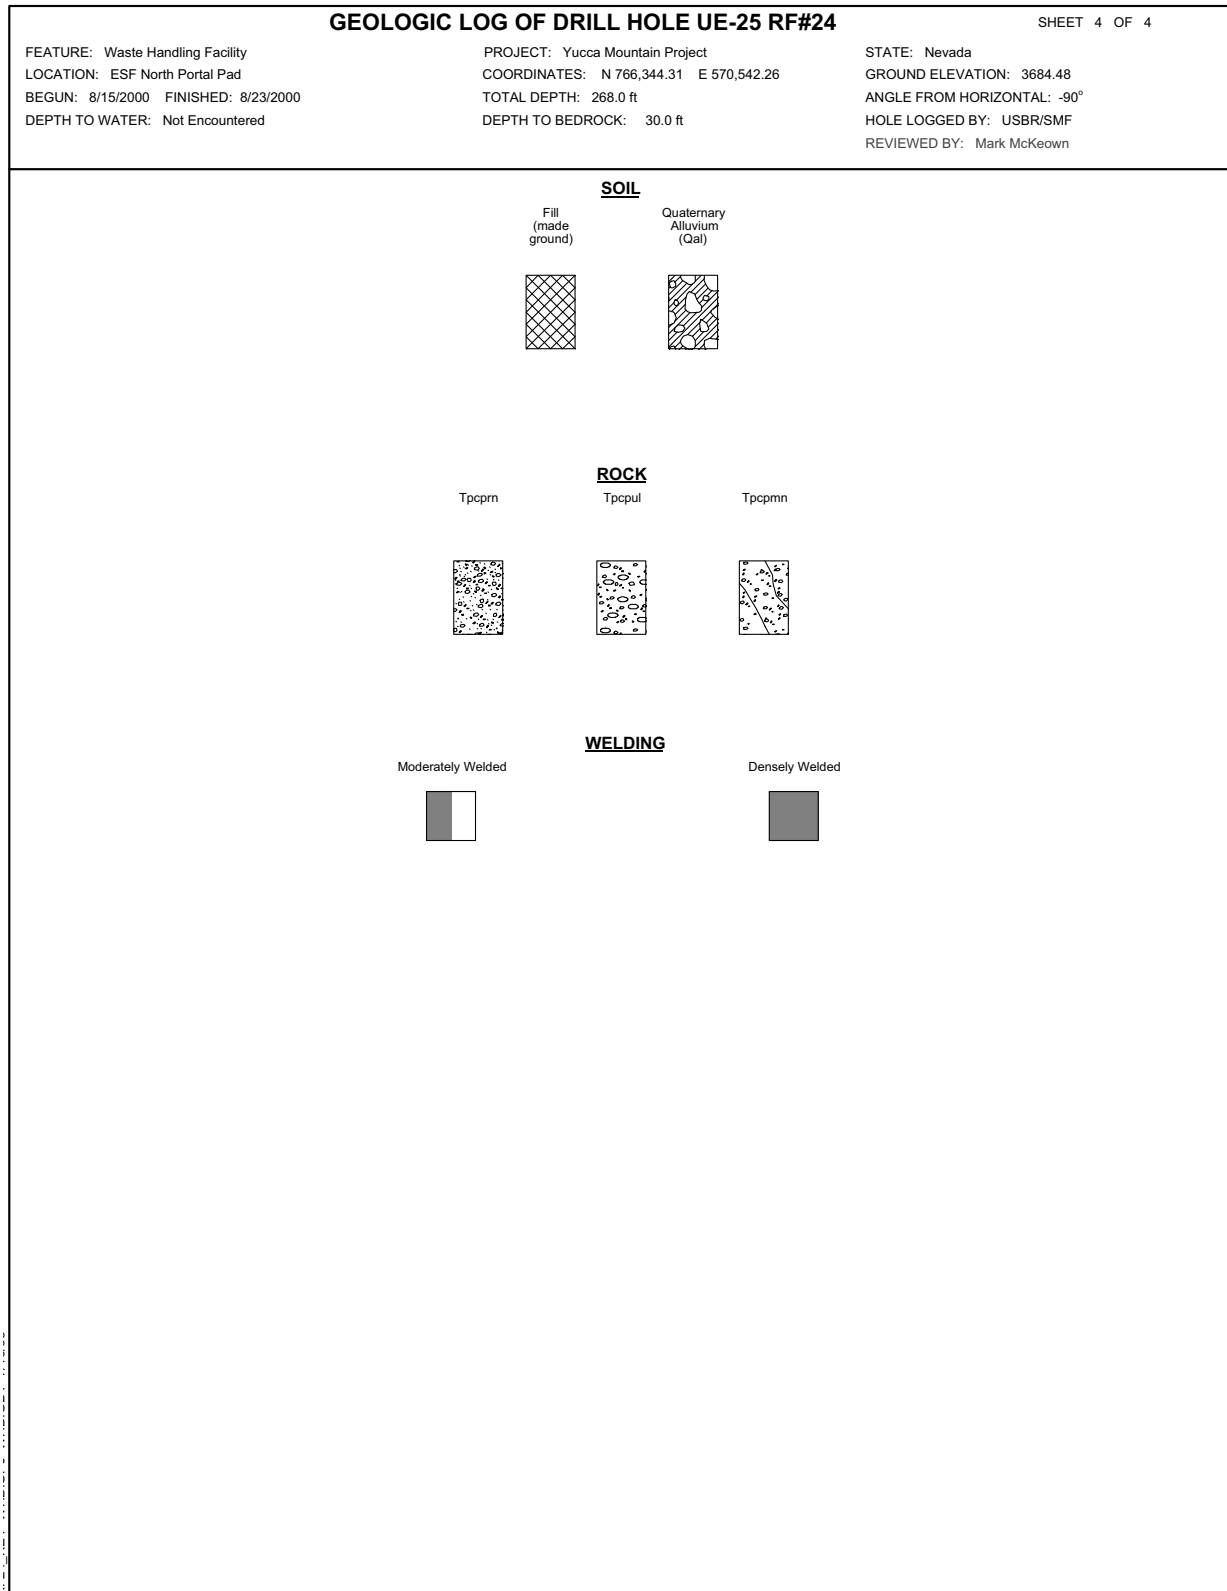 GEOLOGIC LOG OF DRILL HOLE UE-25 RF#24
SHEET 4 OF 4
FEATURE: Waste Handling Facility
PROJECT: Yucca Mountain Project
STATE: Nevada
LOCATION: ESF North Portal Pad
COORDINATES: N 766,344.31 E 570,542.26
GROUND ELEVATION: 3684.48
BEGUN: 8/15/2000 FINISHED: 8/23/2000
TOTAL DEPTH: 268.0 ft
ANGLE FROM HORIZONTAL: -90°
DEPTH TO WATER: Not Encountered
DEPTH TO BEDROCK: 30.0 ft
HOLE LOGGED BY: USBR/SMF
REVIEWED BY: Mark McKeown
SOIL
Fill
(made
ground)
Quaternary
Alluvium
(Qal)
ROCK
Tpcprn
Tpcpul
Tpcpmn
WELDING
Moderately Welded
Densely Welded